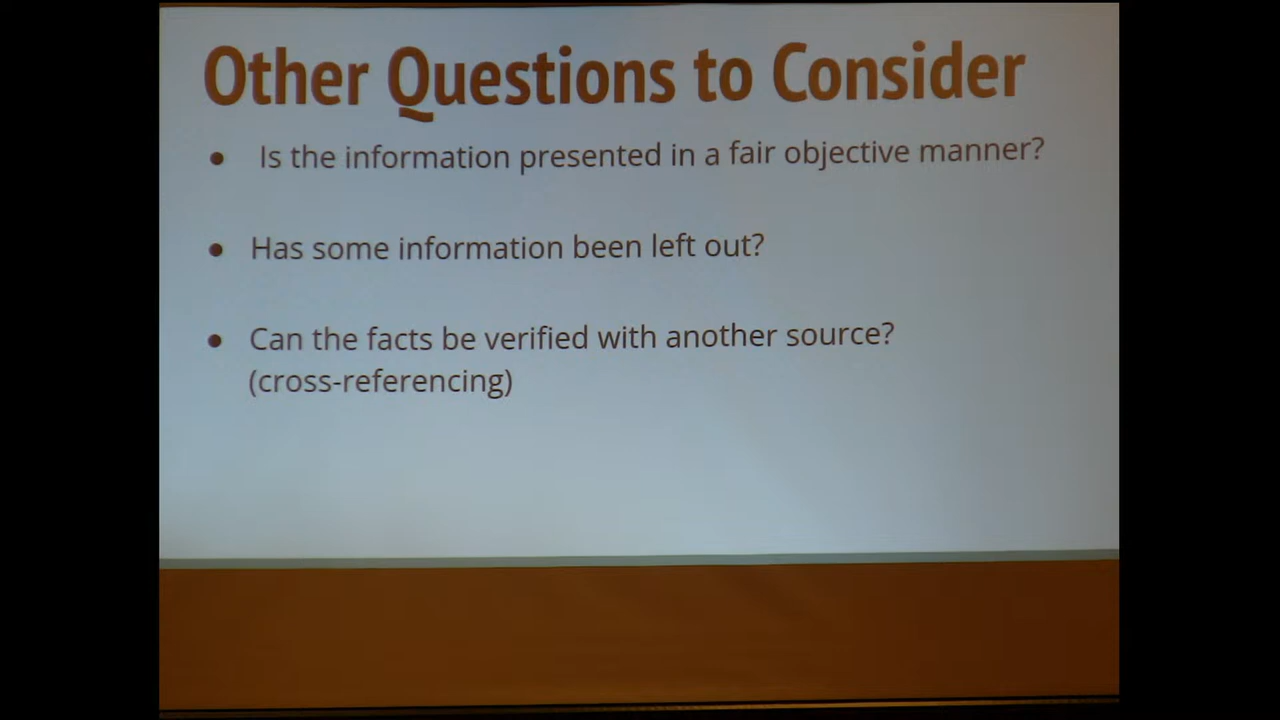 Other Questions to Consider
• Is the information presented in a fair objective manner?
• Has some information been left out?
• Can the facts be verified with another source?
(cross-referencing)